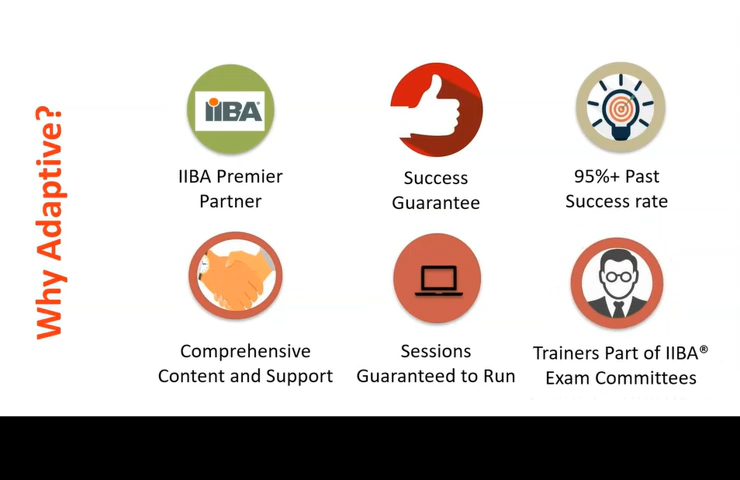 Why Adaptive?
IIBA®
IIBA Premier
Partner
Success
Guarantee
95%+ Past
Success rate
Comprehensive
Content and Support
Sessions
Guaranteed to Run
Trainers Part of IIBA®
Exam Committees